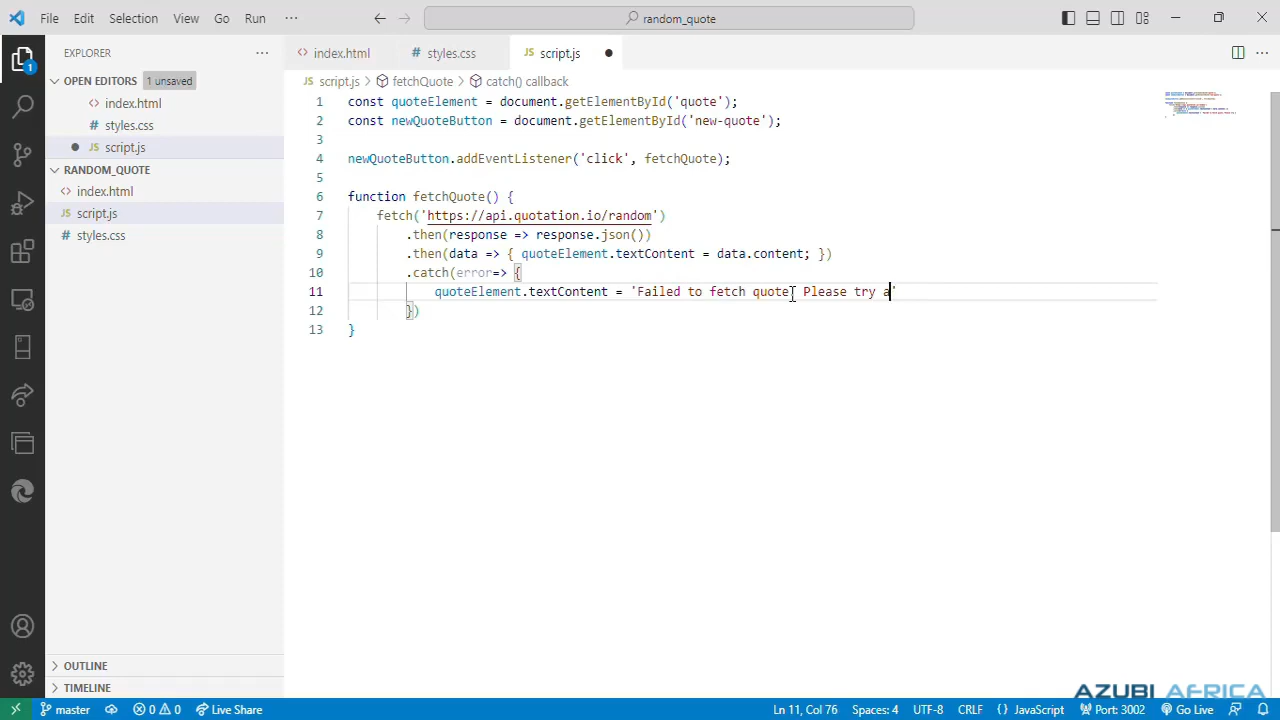 File Edit Selection View Go Run ···
random_quote
EXPLORER ···
OPEN EDITORS 1 unsaved
<> index.html
# styles.css
● JS script.js
RANDOM_QUOTE
<> index.html
JS script.js
# styles.css
OUTLINE
TIMELINE
<> index.html # styles.css JS script.js ●
JS script.js > fetchQuote > catch() callback
1 const quoteElement = document.getElementById('quote');
2 const newQuoteButton = document.getElementById('new-quote');
3
4 newQuoteButton.addEventListener('click', fetchQuote);
5
6 function fetchQuote() {
7 fetch('https://api.quotation.io/random')
8 .then(response => response.json())
9 .then(data => { quoteElement.textContent = data.content; })
10 .catch(error=> {
11 quoteElement.textContent = 'Failed to fetch quote. Please try a'
12 })
13 }
AZUBI AFRICA
master 0 0 Live Share Ln 11, Col 76 Spaces: 4 UTF-8 CRLF {} JavaScript Port: 3002 Go Live
1